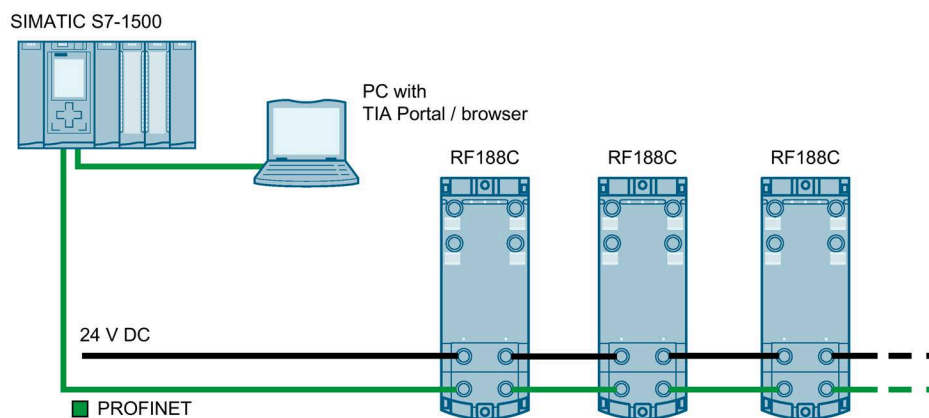 SIMATIC S7-1500
PC with
TIA Portal / browser
RF188C
RF188C
RF188C
24 V DC
PROFINET